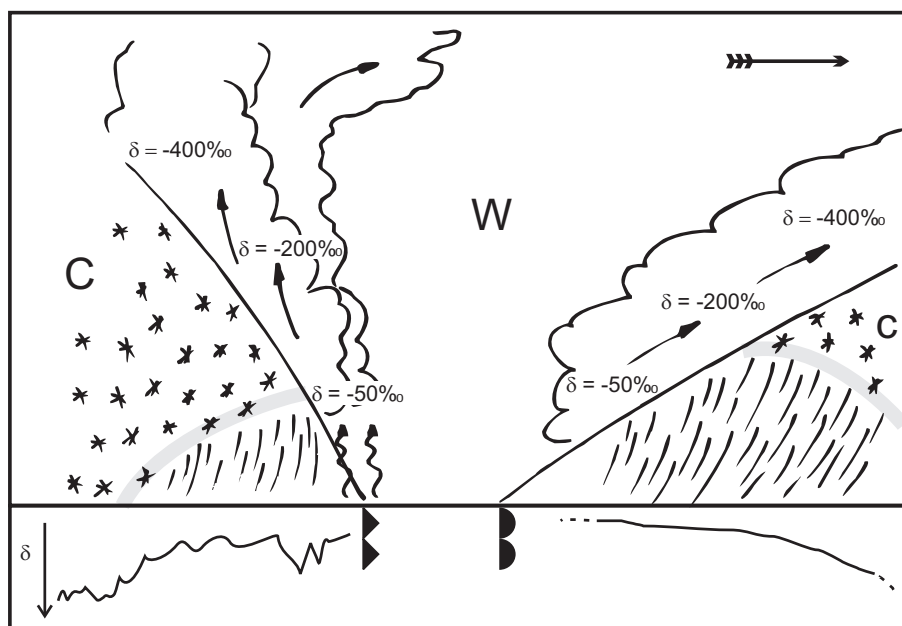 δ = -400‰
W
δ = -400‰
C
δ = -200‰
δ = -200‰
c
δ = -50‰
δ = -50‰
δ